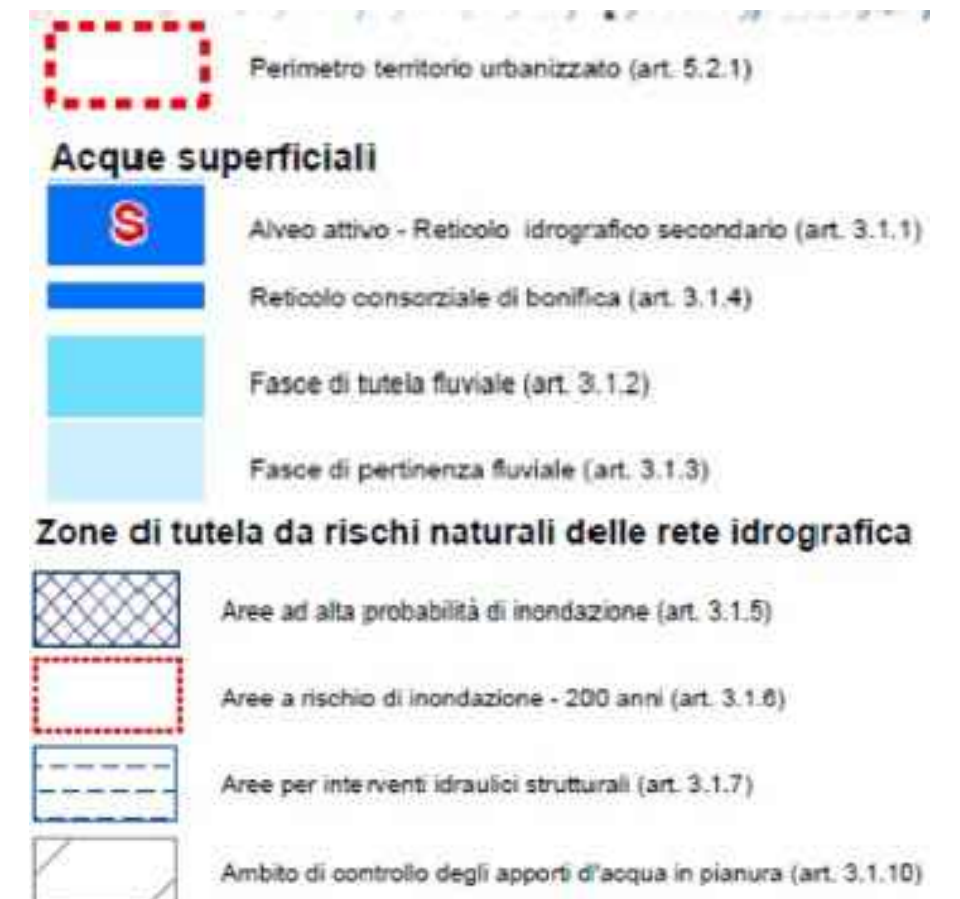 Perimetro territorio urbanizzato (art. 5.2.1)
Acque superficiali
S
Alveo attivo - Reticolo idrografico secondario (art. 3.1.1)
Reticolo consorziale di bonifica (art. 3.1.4)
Fasce di tutela fluviale (art. 3.1.2)
Fasce di pertinenza fluviale (art. 3.1.3)
Zone di tutela da rischi naturali delle rete idrografica
Aree ad alta probabilità di inondazione (art. 3.1.5)
Aree a rischio di inondazione - 200 anni (art. 3.1.6)
Aree per interventi idraulici strutturali (art. 3.1.7)
Ambito di controllo degli apporti d'acqua in pianura (art. 3.1.10)